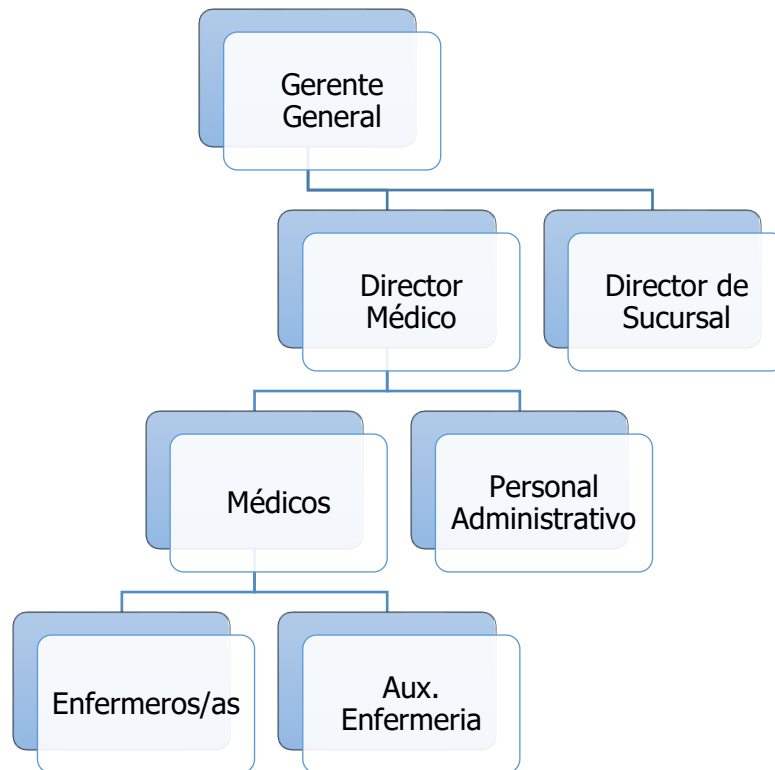 Gerente
General
Director
Médico
Director de
Sucursal
Médicos
Personal
Administrativo
Enfermeros/as
Aux.
Enfermeria